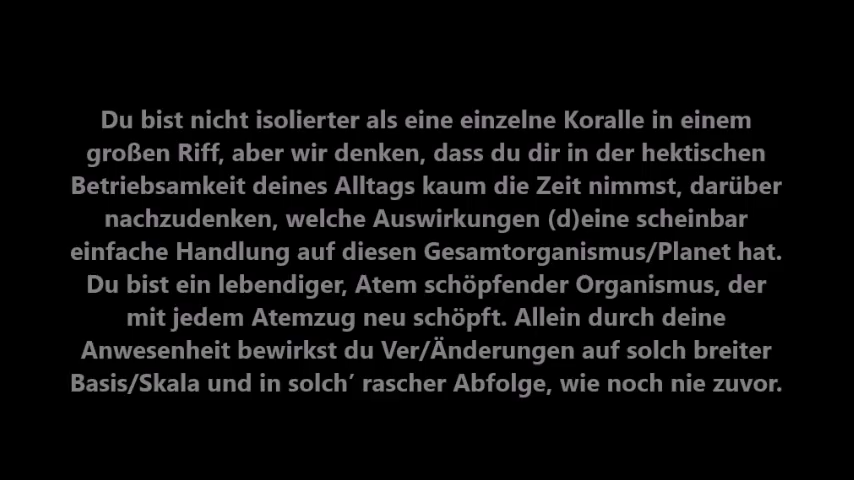 Du bist nicht isolierter als eine einzelne Koralle in einem
großen Riff, aber wir denken, dass du dir in der hektischen
Betriebsamkeit deines Alltags kaum die Zeit nimmst, darüber
nachzudenken, welche Auswirkungen (d)eine scheinbar
einfache Handlung auf diesen Gesamtorganismus/Planet hat.
Du bist ein lebendiger, Atem schöpfender Organismus, der
mit jedem Atemzug neu schöpft. Allein durch deine
Anwesenheit bewirkst du Ver/Änderungen auf solch breiter
Basis/Skala und in solch´ rascher Abfolge, wie noch nie zuvor.